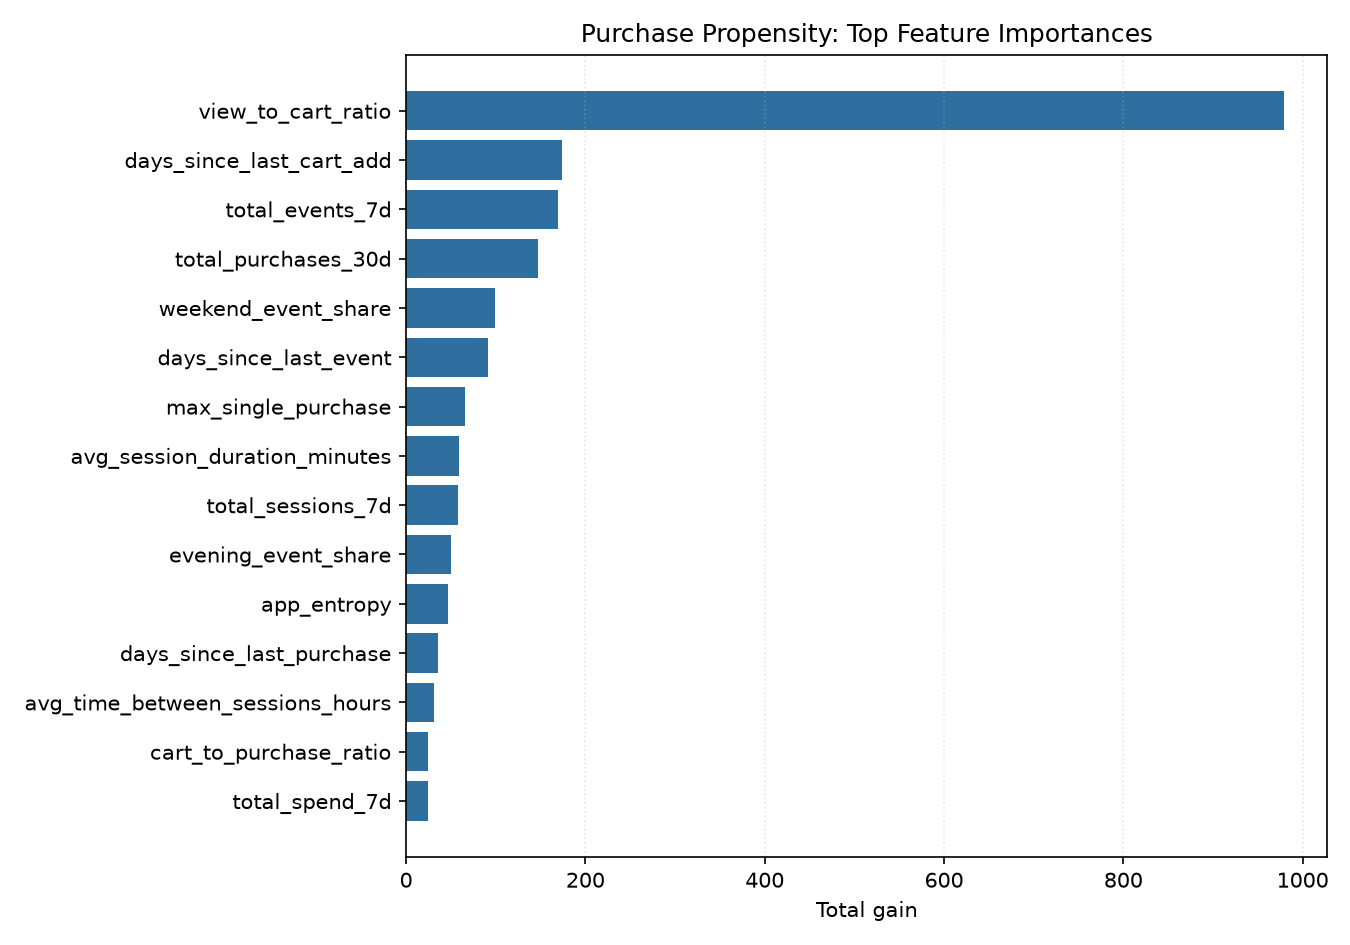 Purchase Propensity: Top Feature Importances
view_to_cart_ratio
days_since_last_cart_add
total_events_7d
total_purchases_30d
weekend_event_share
days_since_last_event
max_single_purchase
avg_session_duration_minutes
total_sessions_7d
evening_event_share
app_entropy
days_since_last_purchase
avg_time_between_sessions_hours
cart_to_purchase_ratio
total_spend_7d
0 200 400 600 800 1000
Total gain